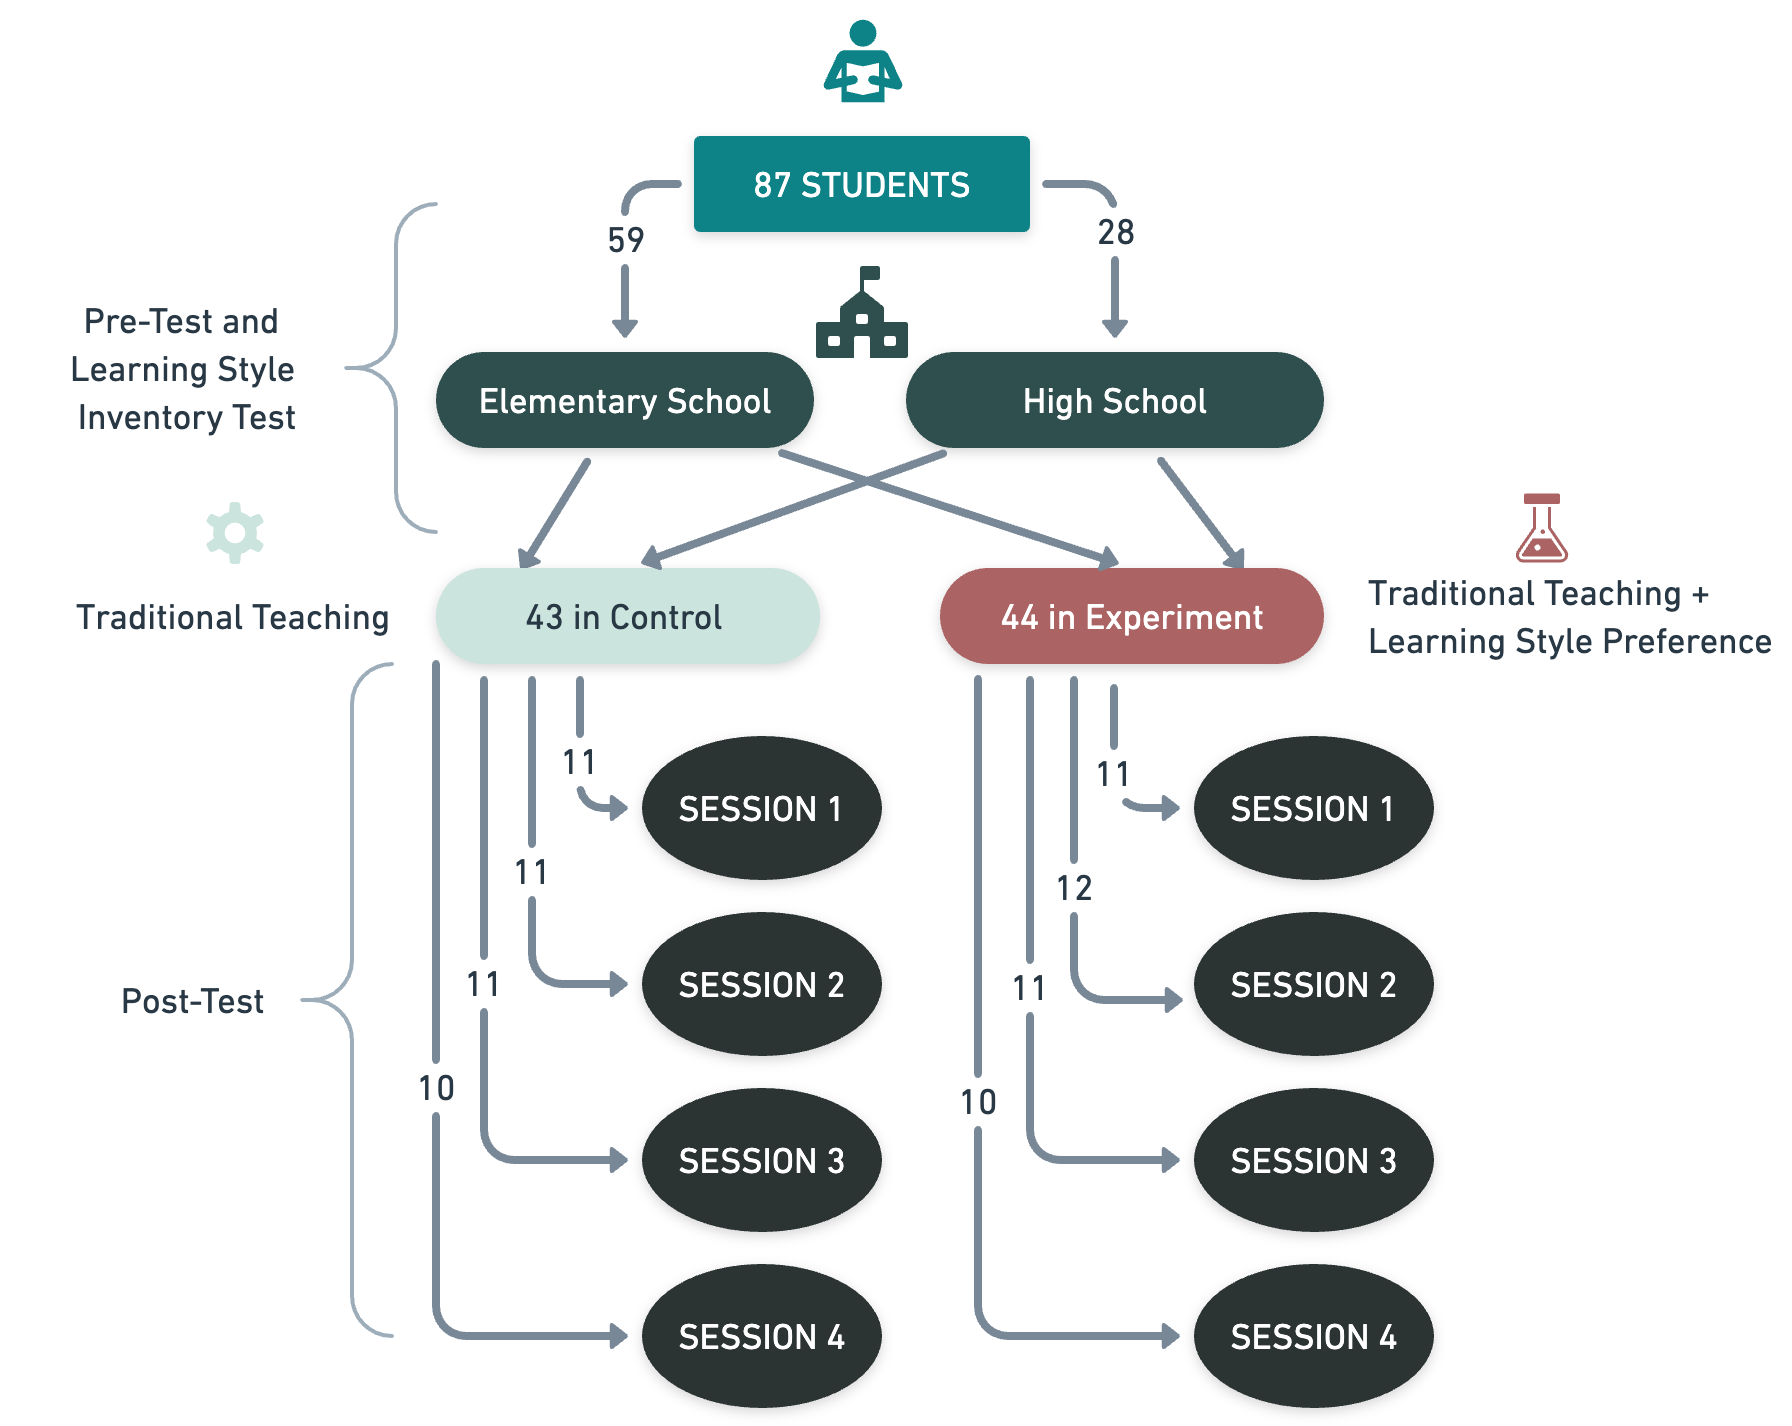 87 STUDENTS
59
28
Pre-Test and
Learning Style
Inventory Test
Elementary School
High School
Traditional Teaching
43 in Control
44 in Experiment
Traditional Teaching +
Learning Style Preference
11
SESSION 1
11
SESSION 2
11
SESSION 3
10
SESSION 4
11
SESSION 1
12
SESSION 2
11
SESSION 3
10
SESSION 4
Post-Test